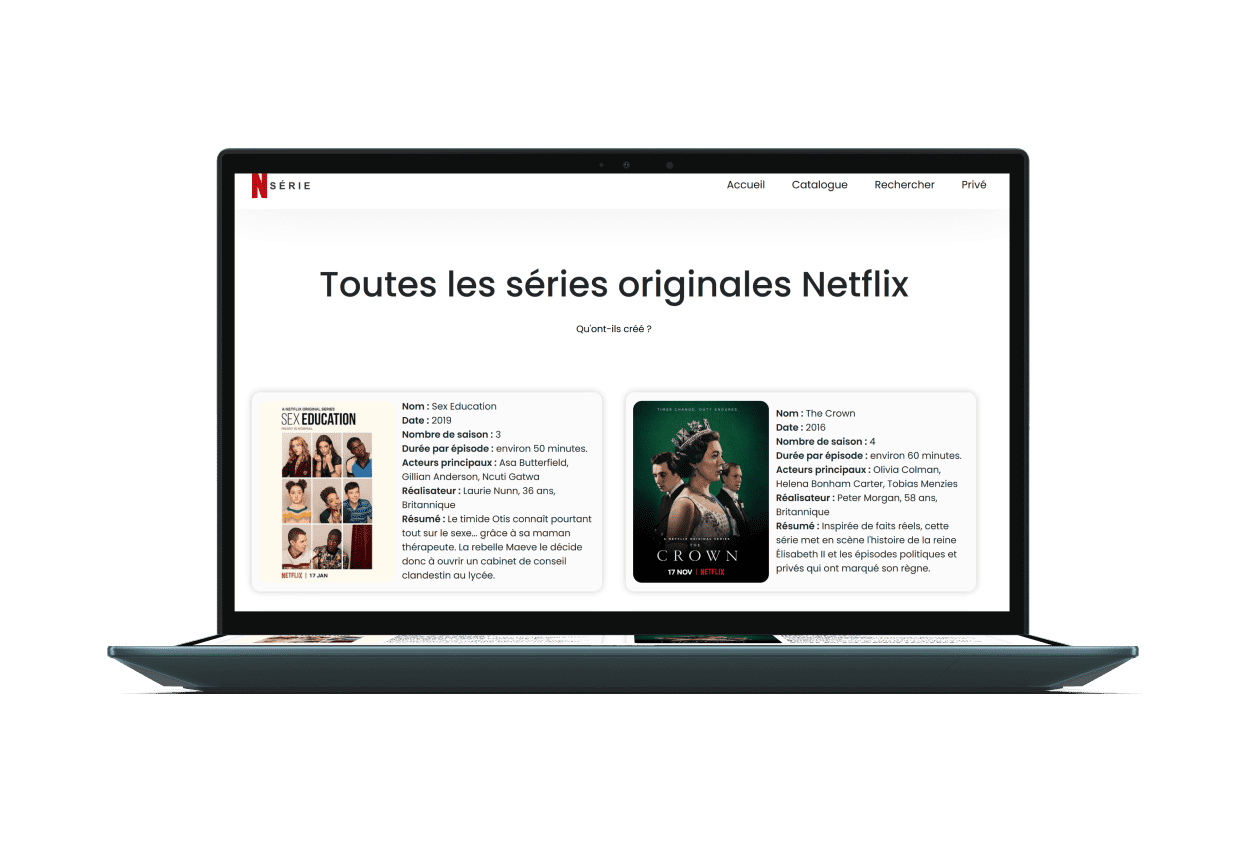 N SÉRIE
Accueil Catalogue Rechercher Privé
Toutes les séries originales Netflix
Qu'ont-ils créé ?
A NETFLIX ORIGINAL SERIES
SEX EDUCATION
NETFLIX | 17 JAN
Nom : Sex Education
Date : 2019
Nombre de saison : 3
Durée par épisode : environ 50 minutes.
Acteurs principaux : Asa Butterfield,
Gillian Anderson, Ncuti Gatwa
Réalisateur : Laurie Nunn, 36 ans,
Britannique
Résumé : Le timide Otis connaît pourtant
tout sur le sexe... grâce à sa maman
thérapeute. La rebelle Maeve le décide
donc à ouvrir un cabinet de conseil
clandestin au lycée.
TIMES CHANGE. DUTY ENDURES.
A NETFLIX ORIGINAL SERIES
THE
CROWN
17 NOV | NETFLIX
Nom : The Crown
Date : 2016
Nombre de saison : 4
Durée par épisode : environ 60 minutes.
Acteurs principaux : Olivia Colman,
Helena Bonham Carter, Tobias Menzies
Réalisateur : Peter Morgan, 58 ans,
Britannique
Résumé : Inspirée de faits réels, cette
série met en scène l'histoire de la reine
Élisabeth II et les épisodes politiques et
privés qui ont marqué son règne.